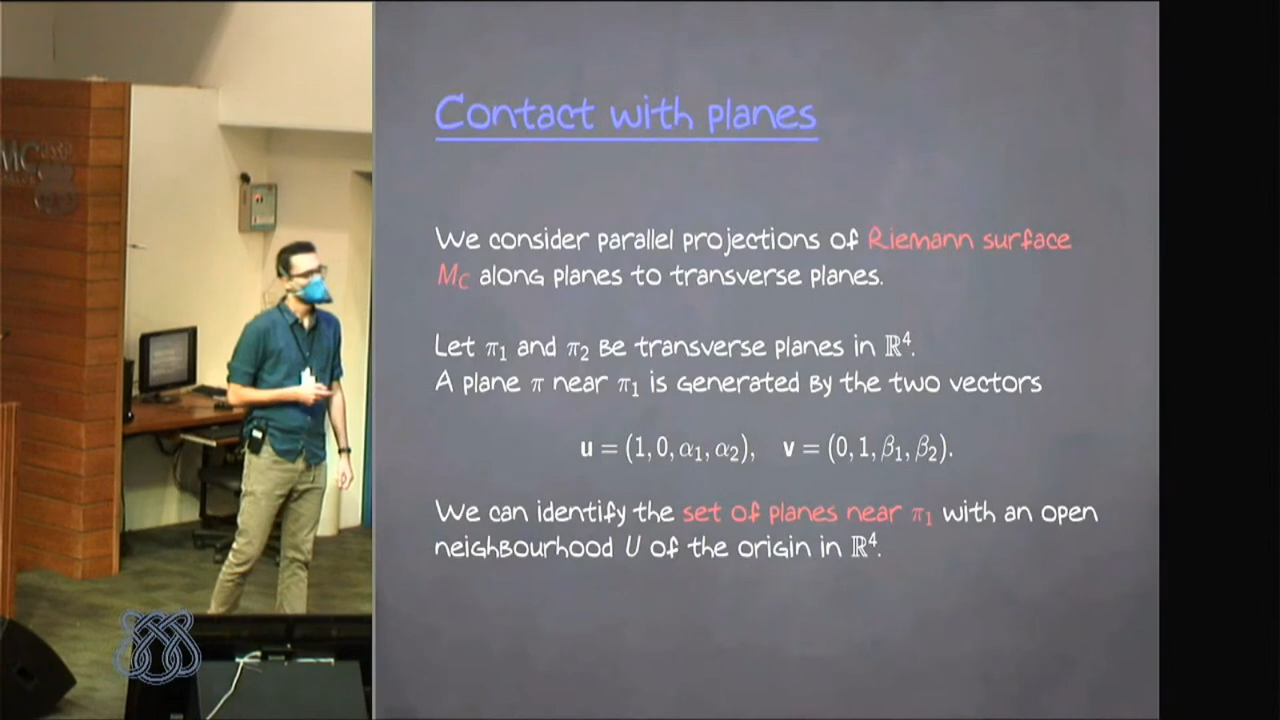 Contact with planes
We consider parallel projections of Riemann surface
M_C along planes to transverse planes.
Let π₁ and π₂ be transverse planes in ℝ⁴.
A plane π near π₁ is generated by the two vectors
u = (1, 0, α₁, α₂), v = (0, 1, β₁, β₂).
We can identify the set of planes near π₁ with an open
neighbourhood U of the origin in ℝ⁴.
MC